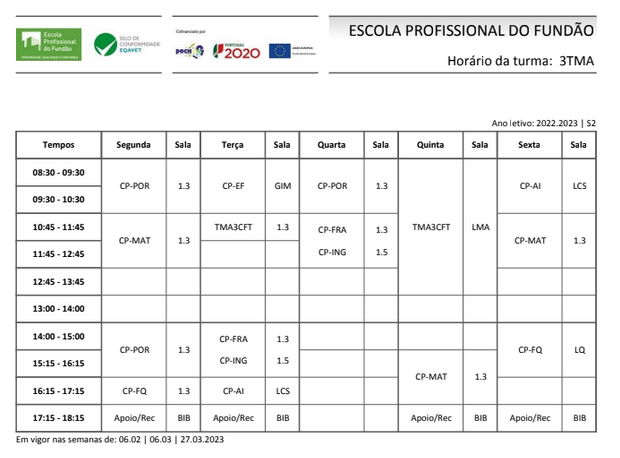 Escola
Profissional
do Fundão
SELO DE
CONFORMIDADE
EQAVET
Cofinanciado por:
POCH
PORTUGAL
2020
UNIÃO EUROPEIA
Fundo Social Europeu
ESCOLA PROFISSIONAL DO FUNDÃO
Horário da turma: 3TMA
Ano letivo: 2022.2023 | S2
Tempos Segunda Sala Terça Sala Quarta Sala Quinta Sala Sexta Sala
08:30 - 09:30
CP-POR 1.3 CP-EF GIM CP-POR 1.3 CP-AI LCS
09:30 - 10:30
10:45 - 11:45 TMA3CFT 1.3 CP-FRA 1.3 TMA3CFT LMA
CP-MAT 1.3 CP-MAT 1.3
11:45 - 12:45 CP-ING 1.5
12:45 - 13:45
13:00 - 14:00
14:00 - 15:00 CP-FRA 1.3
CP-POR 1.3 CP-FQ LQ
15:15 - 16:15 CP-ING 1.5
CP-MAT 1.3
16:15 - 17:15 CP-FQ 1.3 CP-AI LCS
17:15 - 18:15 Apoio/Rec BIB Apoio/Rec BIB Apoio/Rec BIB Apoio/Rec BIB
Em vigor nas semanas de: 06.02 | 06.03 | 27.03.2023